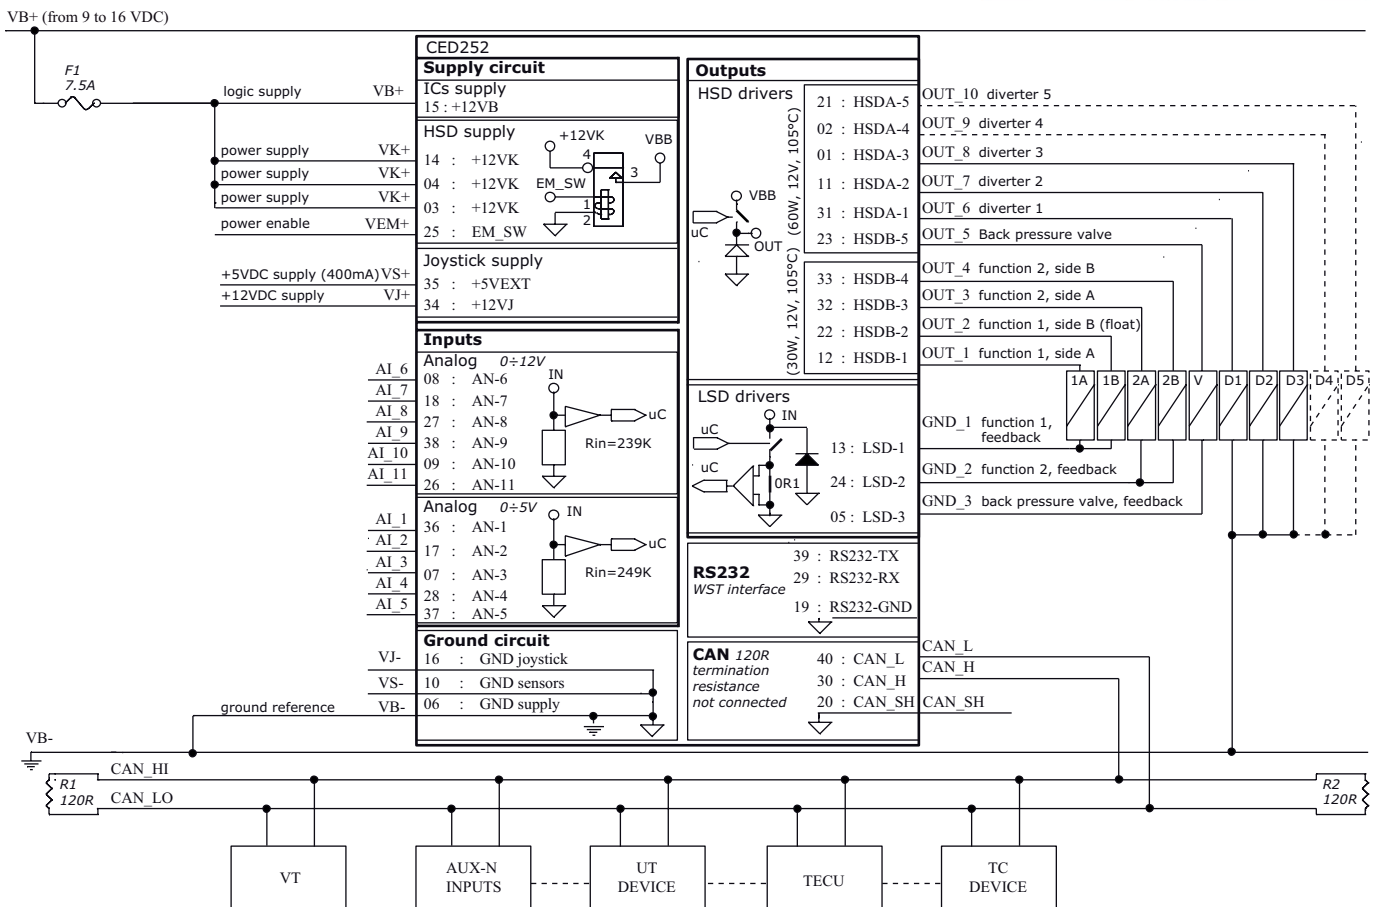 VB+ (from 9 to 16 VDC)
F1
7.5A
logic supply VB+
power supply VK+
power supply VK+
power supply VK+
power enable VEM+
+5VDC supply (400mA) VS+
+12VDC supply VJ+
CED252
Supply circuit
ICs supply
15 : +12VB
HSD supply
14 : +12VK
04 : +12VK
03 : +12VK
25 : EM_SW
+12VK
VBB
4
3
EM_SW
1
2
Joystick supply
35 : +5VEXT
34 : +12VJ
Inputs
Analog 0÷12V
AI_6 08 : AN-6
AI_7 18 : AN-7
AI_8 27 : AN-8
AI_9 38 : AN-9
AI_10 09 : AN-10
AI_11 26 : AN-11
IN
uC
Rin=239K
Analog 0÷5V
AI_1 36 : AN-1
AI_2 17 : AN-2
AI_3 07 : AN-3
AI_4 28 : AN-4
AI_5 37 : AN-5
IN
uC
Rin=249K
Ground circuit
VJ- 16 : GND joystick
VS- 10 : GND sensors
ground reference VB- 06 : GND supply
Outputs
HSD drivers
VBB
uC
OUT
(60W, 12V, 105°C)
(30W, 12V, 105°C)
21 : HSDA-5 OUT_10 diverter 5
02 : HSDA-4 OUT_9 diverter 4
01 : HSDA-3 OUT_8 diverter 3
11 : HSDA-2 OUT_7 diverter 2
31 : HSDA-1 OUT_6 diverter 1
23 : HSDB-5 OUT_5 Back pressure valve
33 : HSDB-4 OUT_4 function 2, side B
32 : HSDB-3 OUT_3 function 2, side A
22 : HSDB-2 OUT_2 function 1, side B (float)
12 : HSDB-1 OUT_1 function 1, side A
1A 1B 2A 2B V D1 D2 D3 D4 D5
LSD drivers
IN
uC
uC
0R1
13 : LSD-1
24 : LSD-2
05 : LSD-3
GND_1 function 1,
feedback
GND_2 function 2, feedback
GND_3 back pressure valve, feedback
RS232
WST interface
39 : RS232-TX
29 : RS232-RX
19 : RS232-GND
CAN 120R
termination
resistance
not connected
40 : CAN_L CAN_L
30 : CAN_H CAN_H
20 : CAN_SH CAN_SH
VB-
CAN_HI
CAN_LO
R1
120R
R2
120R
VT
AUX-N
INPUTS
UT
DEVICE
TECU
TC
DEVICE